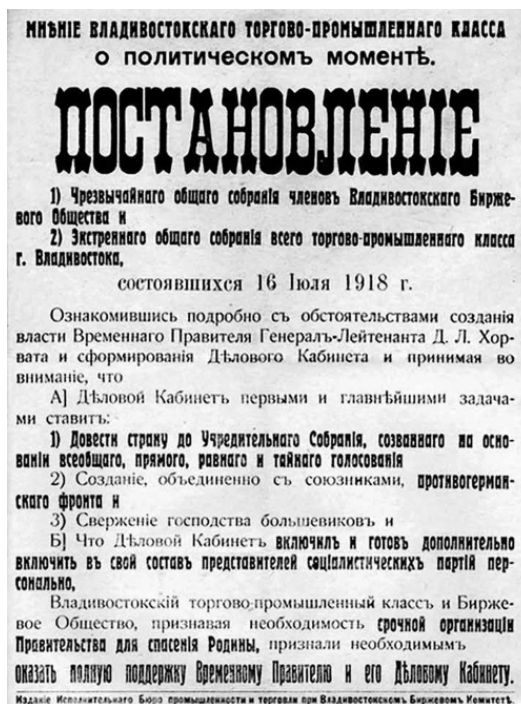 МНѢНІЕ ВЛАДИВОСТОКСКАГО ТОРГОВО-ПРОМЫШЛЕННАГО КЛАССА
О ПОЛИТИЧЕСКОМЪ МОМЕНТѢ.
ПОСТАНОВЛЕНІЕ
1) Чрезвычайнаго общаго собранія членовъ Владивостокскаго Бирже-
вого Общества и
2) Экстреннаго общаго собранія всего торгово-промышленнаго класса
г. Владивостока,
состоявшихся 16 Іюля 1918 г.
Ознакомившись подробно съ обстоятельствами созданія
власти Временнаго Правителя Генералъ-Лейтенанта Д. Л. Хор-
вата и сформированія Дѣлового Кабинета и принимая во
вниманіе, что
А] Дѣловой Кабинетъ первыми и главнѣйшими задача-
ми ставитъ:
1) Довести страну до Учредительнаго Собранія, созваннаго на осно-
ваніи всеобщаго, прямого, равнаго и тайнаго голосованія
2) Созданіе, объединенно съ союзниками, противогерман-
скаго фронта и
3) Сверженіе господства большевиковъ и
Б] Что Дѣловой Кабинетъ включилъ и готовъ дополнительно
включить въ свой составъ представителей соціалистическихъ партій пер-
сонально,
Владивостокскій торгово-промышленный классъ и Бирже-
вое Общество, признавая необходимость срочной организаціи
Правительства для спасенія Родины, признали необходимымъ
оказать полную поддержку Временному Правителю и его Дѣловому Кабинету.
Изданіе Исполнительнаго Бюро промышленности и торговли при Владивостокскомъ Биржевомъ Комитетѣ.